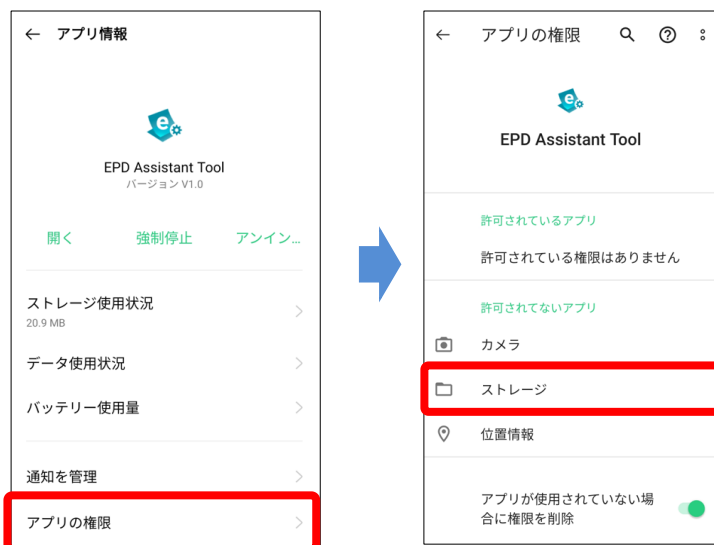 アプリ情報
e
EPD Assistant Tool
バージョン V1.0
開く 強制停止 アンイン...
ストレージ使用状況
20.9 MB
データ使用状況
バッテリー使用量
通知を管理
アプリの権限
アプリの権限
e
EPD Assistant Tool
許可されているアプリ
許可されている権限はありません
許可されてないアプリ
カメラ
ストレージ
位置情報
アプリが使用されていない場
合に権限を削除